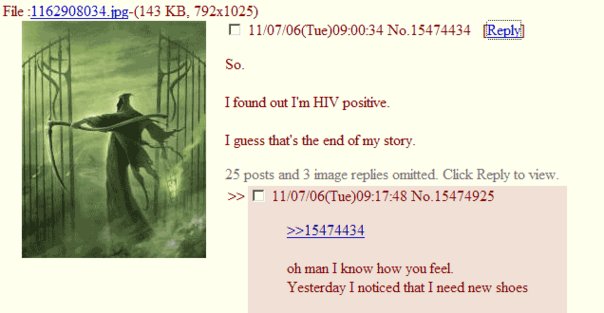 File :1162908034.jpg-(143 KB, 792x1025)
11/07/06(Tue)09:00:34 No.15474434 [Reply]
So.
I found out I'm HIV positive.
I guess that's the end of my story.
25 posts and 3 image replies omitted. Click Reply to view.
>> 11/07/06(Tue)09:17:48 No.15474925
>>15474434
oh man I know how you feel.
Yesterday I noticed that I need new shoes